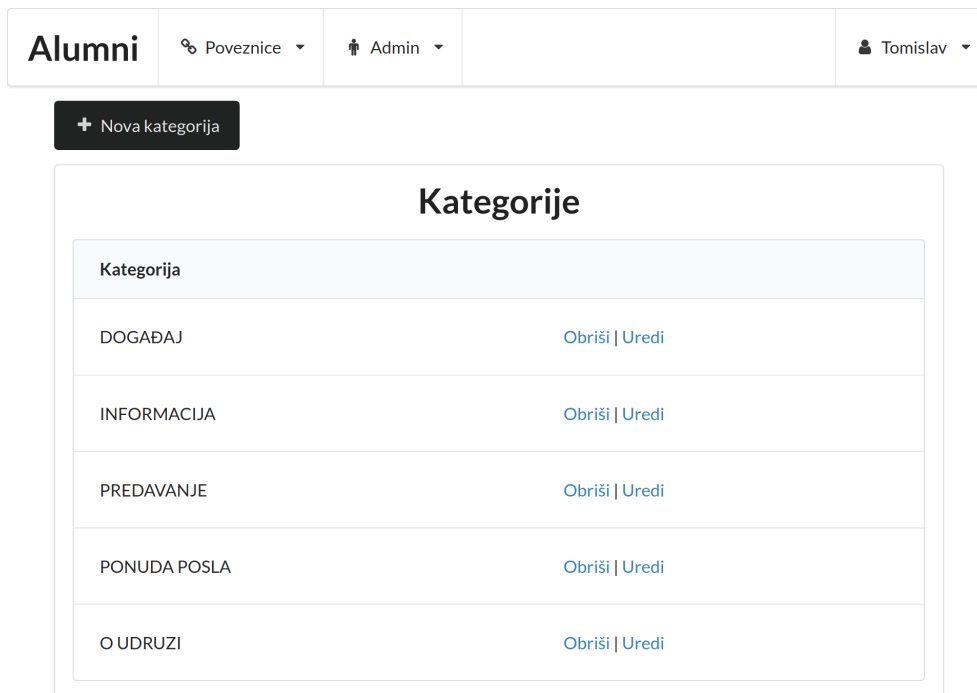 Alumni Poveznice Admin Tomislav
Nova kategorija
Kategorije
Kategorija
DOGAĐAJ Obriši | Uredi
INFORMACIJA Obriši | Uredi
PREDAVANJE Obriši | Uredi
PONUDA POSLA Obriši | Uredi
O UDRUZI Obriši | Uredi